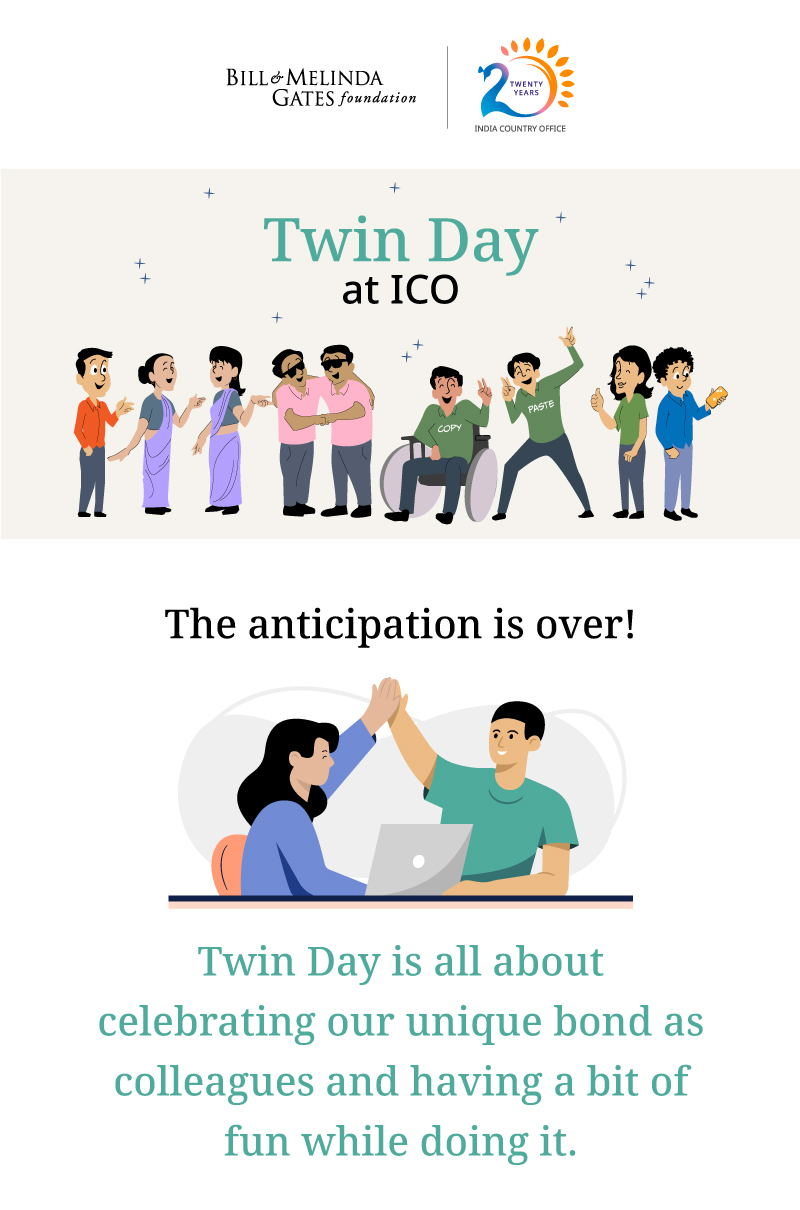 BILL & MELINDA
GATES foundation
20
TWENTY
YEARS
INDIA COUNTRY OFFICE
Twin Day
at ICO
COPY
PASTE
The anticipation is over!
Twin Day is all about
celebrating our unique bond as
colleagues and having a bit of
fun while doing it.